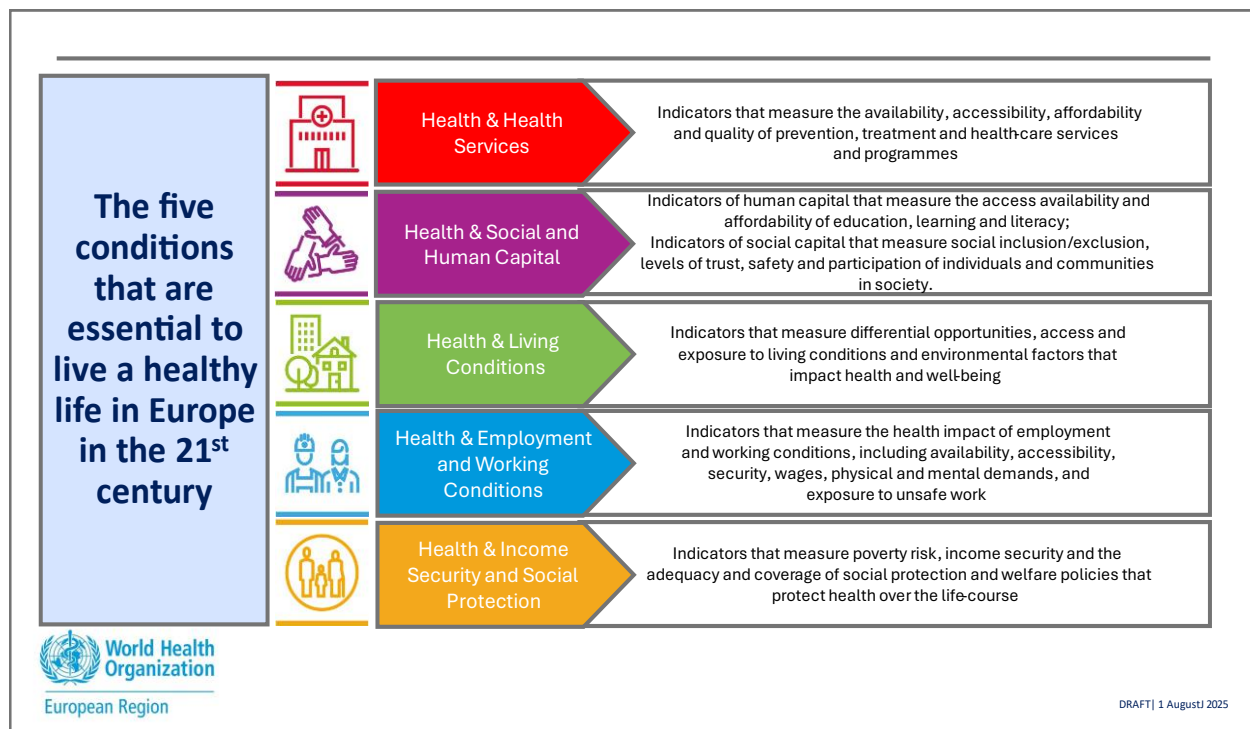 The five
conditions
that are
essential to
live a healthy
life in Europe
in the 21st
century
Health & Health
Services
Indicators that measure the availability, accessibility, affordability
and quality of prevention, treatment and health-care services
and programmes
Health & Social and
Human Capital
Indicators of human capital that measure the access availability and
affordability of education, learning and literacy;
Indicators of social capital that measure social inclusion/exclusion,
levels of trust, safety and participation of individuals and communities
in society.
Health & Living
Conditions
Indicators that measure differential opportunities, access and
exposure to living conditions and environmental factors that
impact health and well-being
Health & Employment
and Working
Conditions
Indicators that measure the health impact of employment
and working conditions, including availability, accessibility,
security, wages, physical and mental demands, and
exposure to unsafe work
Health & Income
Security and Social
Protection
Indicators that measure poverty risk, income security and the
adequacy and coverage of social protection and welfare policies that
protect health over the life-course
World Health
Organization
European Region
DRAFT| 1 AugustJ 2025